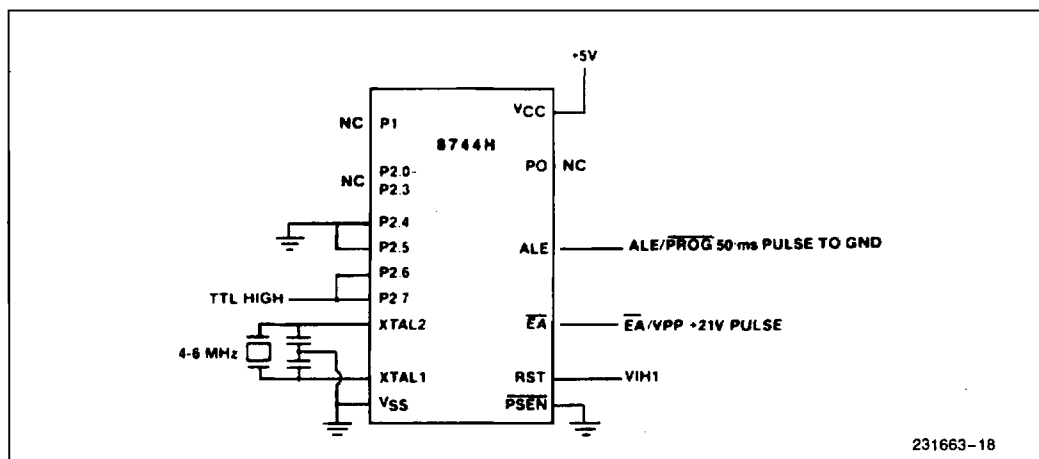 +5V
VCC
NC P1
8744H
PO NC
NC P2.0-
P2.3
P2.4
P2.5
ALE
ALE/PROG 50 ms PULSE TO GND
P2.6
TTL HIGH
P2.7
XTAL2
EA
EA/VPP +21V PULSE
4-6 MHz
XTAL1
RST
VIH1
VSS
PSEN
231663-18